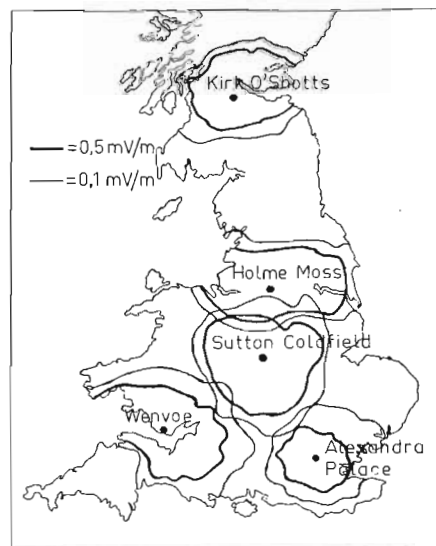 Kirk O'Shotts
=0,5 mV/m
=0,1 mV/m
Holme Moss
Sutton Coldfield
Wenvoe
Alexandra
Palace